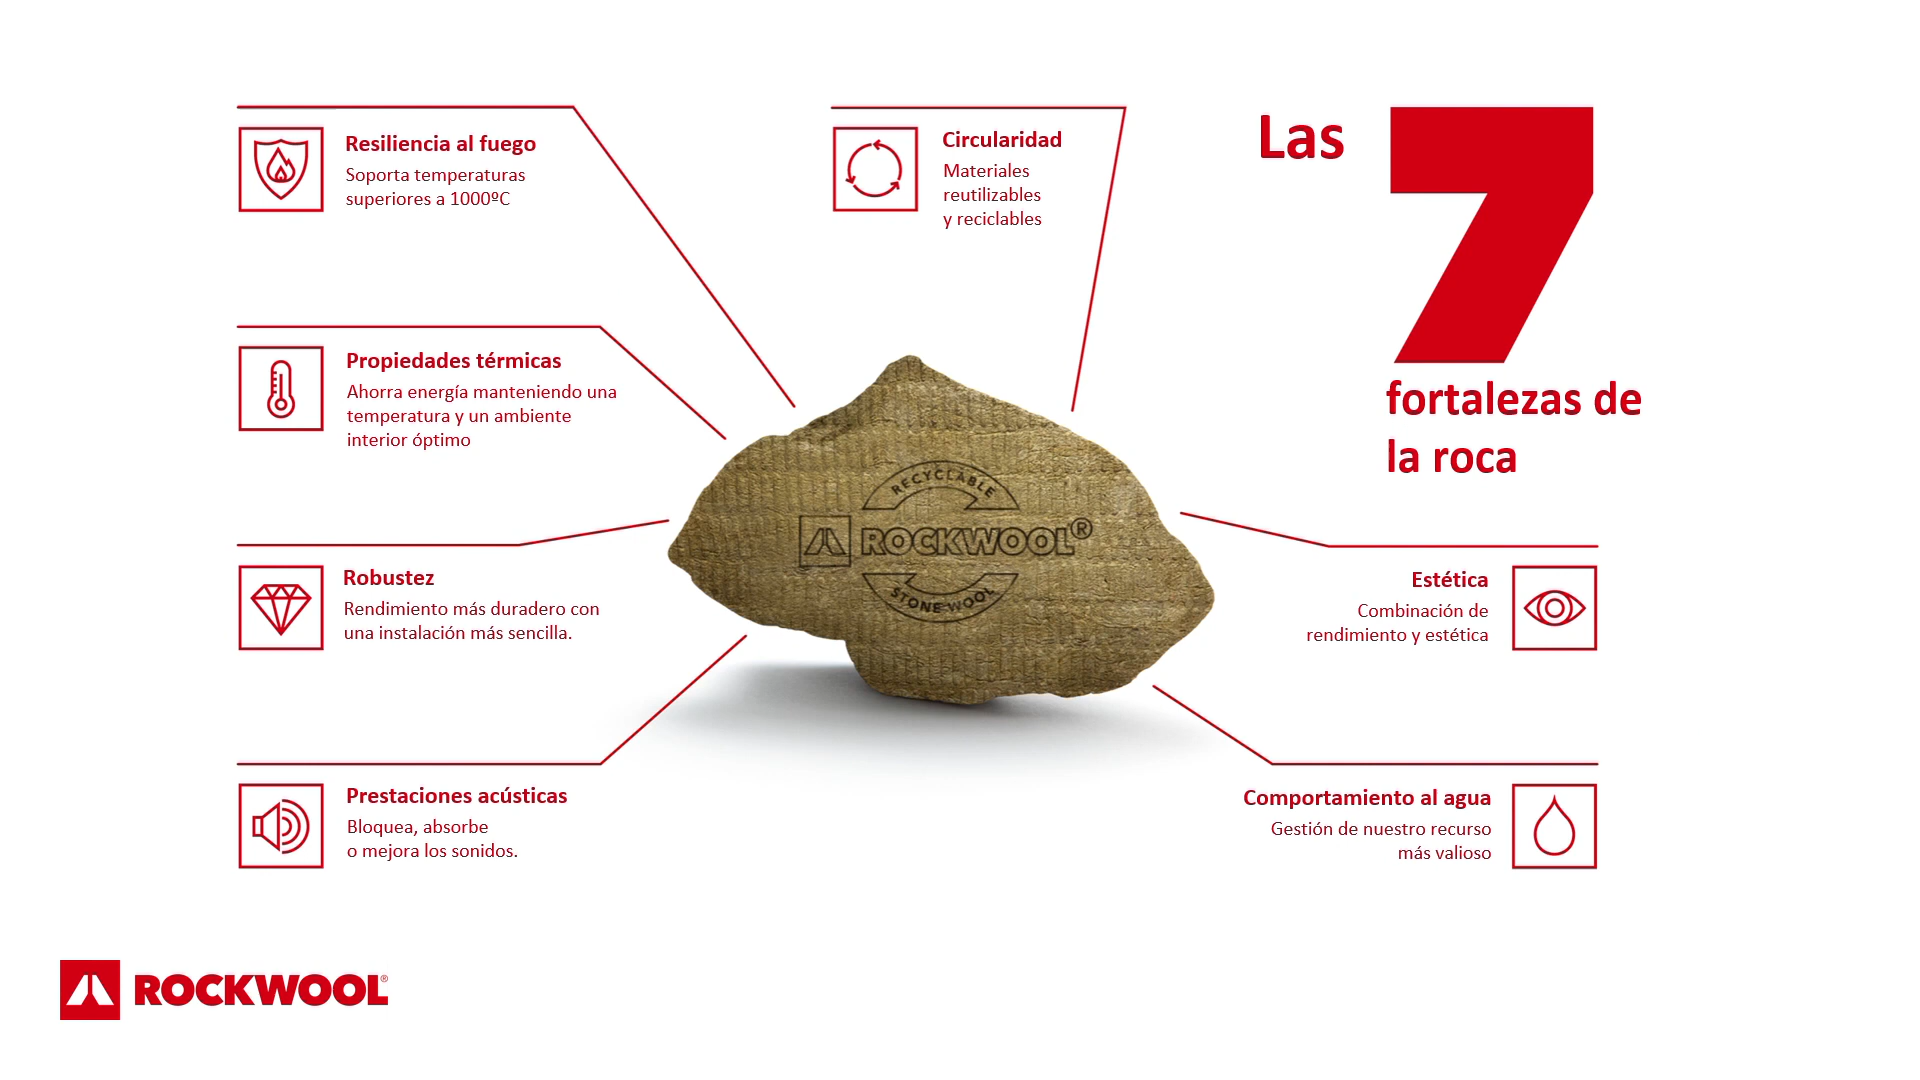 Las
7
fortalezas de
la roca
Resiliencia al fuego
Soporta temperaturas
superiores a 1000ºC
Circularidad
Materiales
reutilizables
y reciclables
Propiedades térmicas
Ahorra energía manteniendo una
temperatura y un ambiente
interior óptimo
Robustez
Rendimiento más duradero con
una instalación más sencilla.
Prestaciones acústicas
Bloquea, absorbe
o mejora los sonidos.
RECYCLABLE
ROCKWOOL®
STONE WOOL
Estética
Combinación de
rendimiento y estética
Comportamiento al agua
Gestión de nuestro recurso
más valioso
ROCKWOOL®